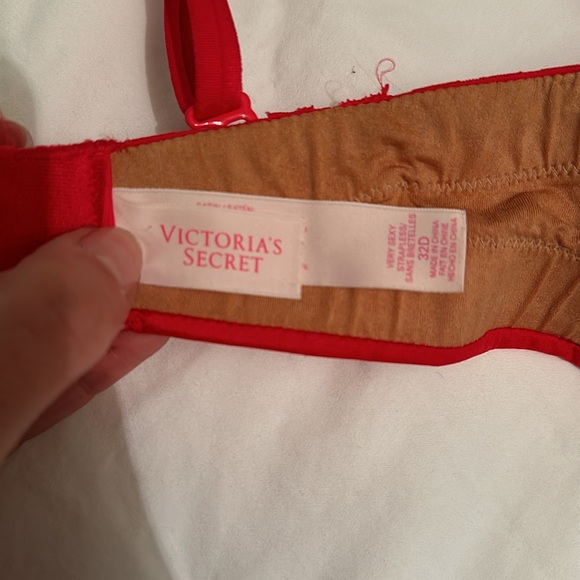 VICTORIA'S
SECRET
VERY SEXY
STRAPLESS/
SANS BRETELLES
32D
MADE IN CHINA
FAIT EN CHINE
HECHO EN CHINA